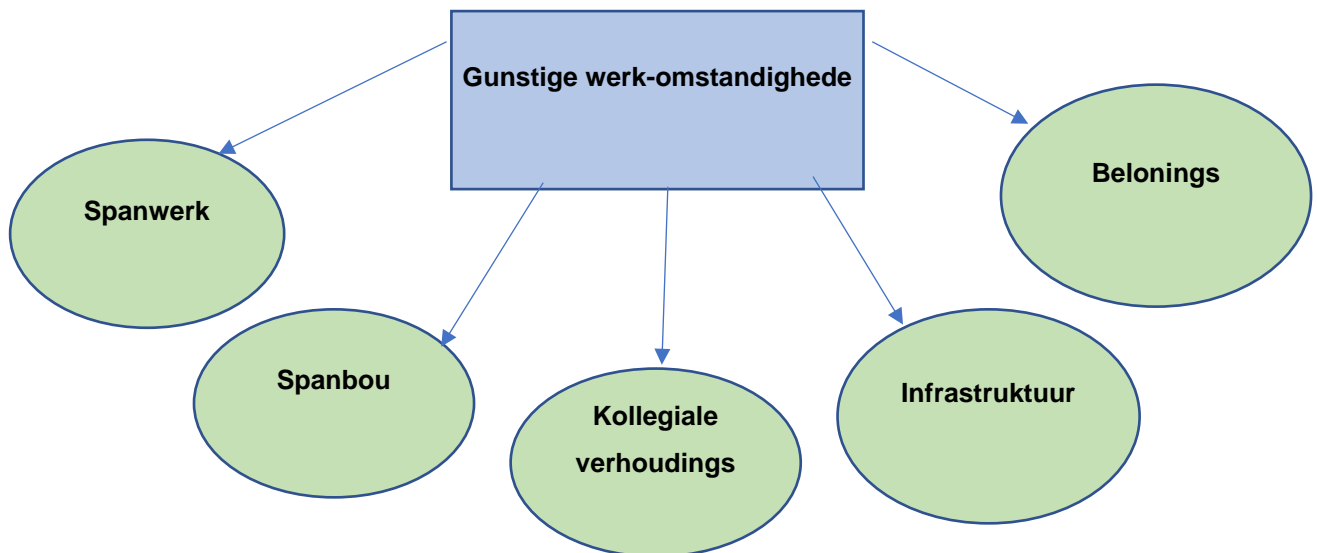 Gunstige werk-omstandighede
Belonings
Spanwerk
Spanbou
Kollegiale
verhoudings
Infrastruktuur